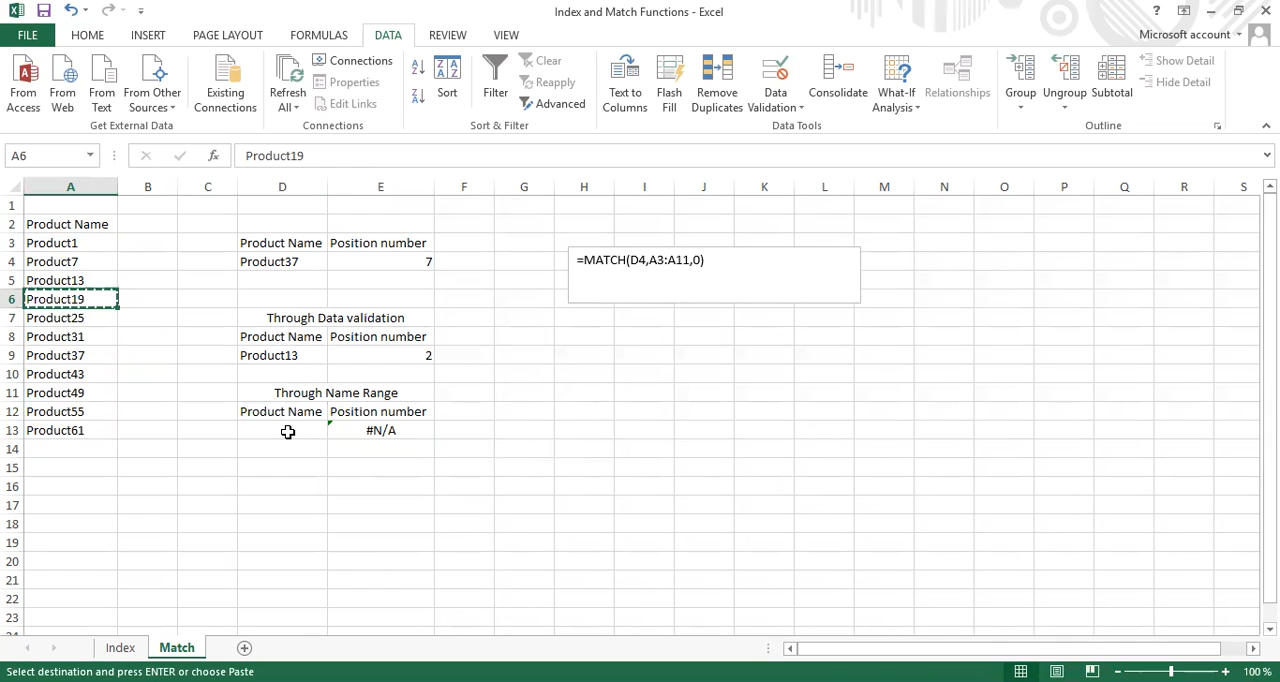 Index and Match Functions - Excel
?
FILE HOME INSERT PAGE LAYOUT FORMULAS DATA REVIEW VIEW Microsoft account
From Access
From Web
From Text
From Other Sources
Existing Connections
Refresh All
Connections
Properties
Edit Links
Sort
Filter
Clear
Reapply
Advanced
Text to Columns
Flash Fill
Remove Duplicates
Data Validation
Consolidate
What-If Analysis
Relationships
Group
Ungroup
Subtotal
Show Detail
Hide Detail
Get External Data Connections Sort & Filter Data Tools Outline
A6 fx Product19
A B C D E F G H I J K L M N O P Q R S
1
2 Product Name
3 Product1 Product Name Position number
4 Product7 Product37 7 =MATCH(D4,A3:A11,0)
5 Product13
6 Product19
7 Product25 Through Data validation
8 Product31 Product Name Position number
9 Product37 Product13 2
10 Product43
11 Product49 Through Name Range
12 Product55 Product Name Position number
13 Product61 #N/A
14
15
16
17
18
19
20
21
22
23
Index Match
Select destination and press ENTER or choose Paste 100 %